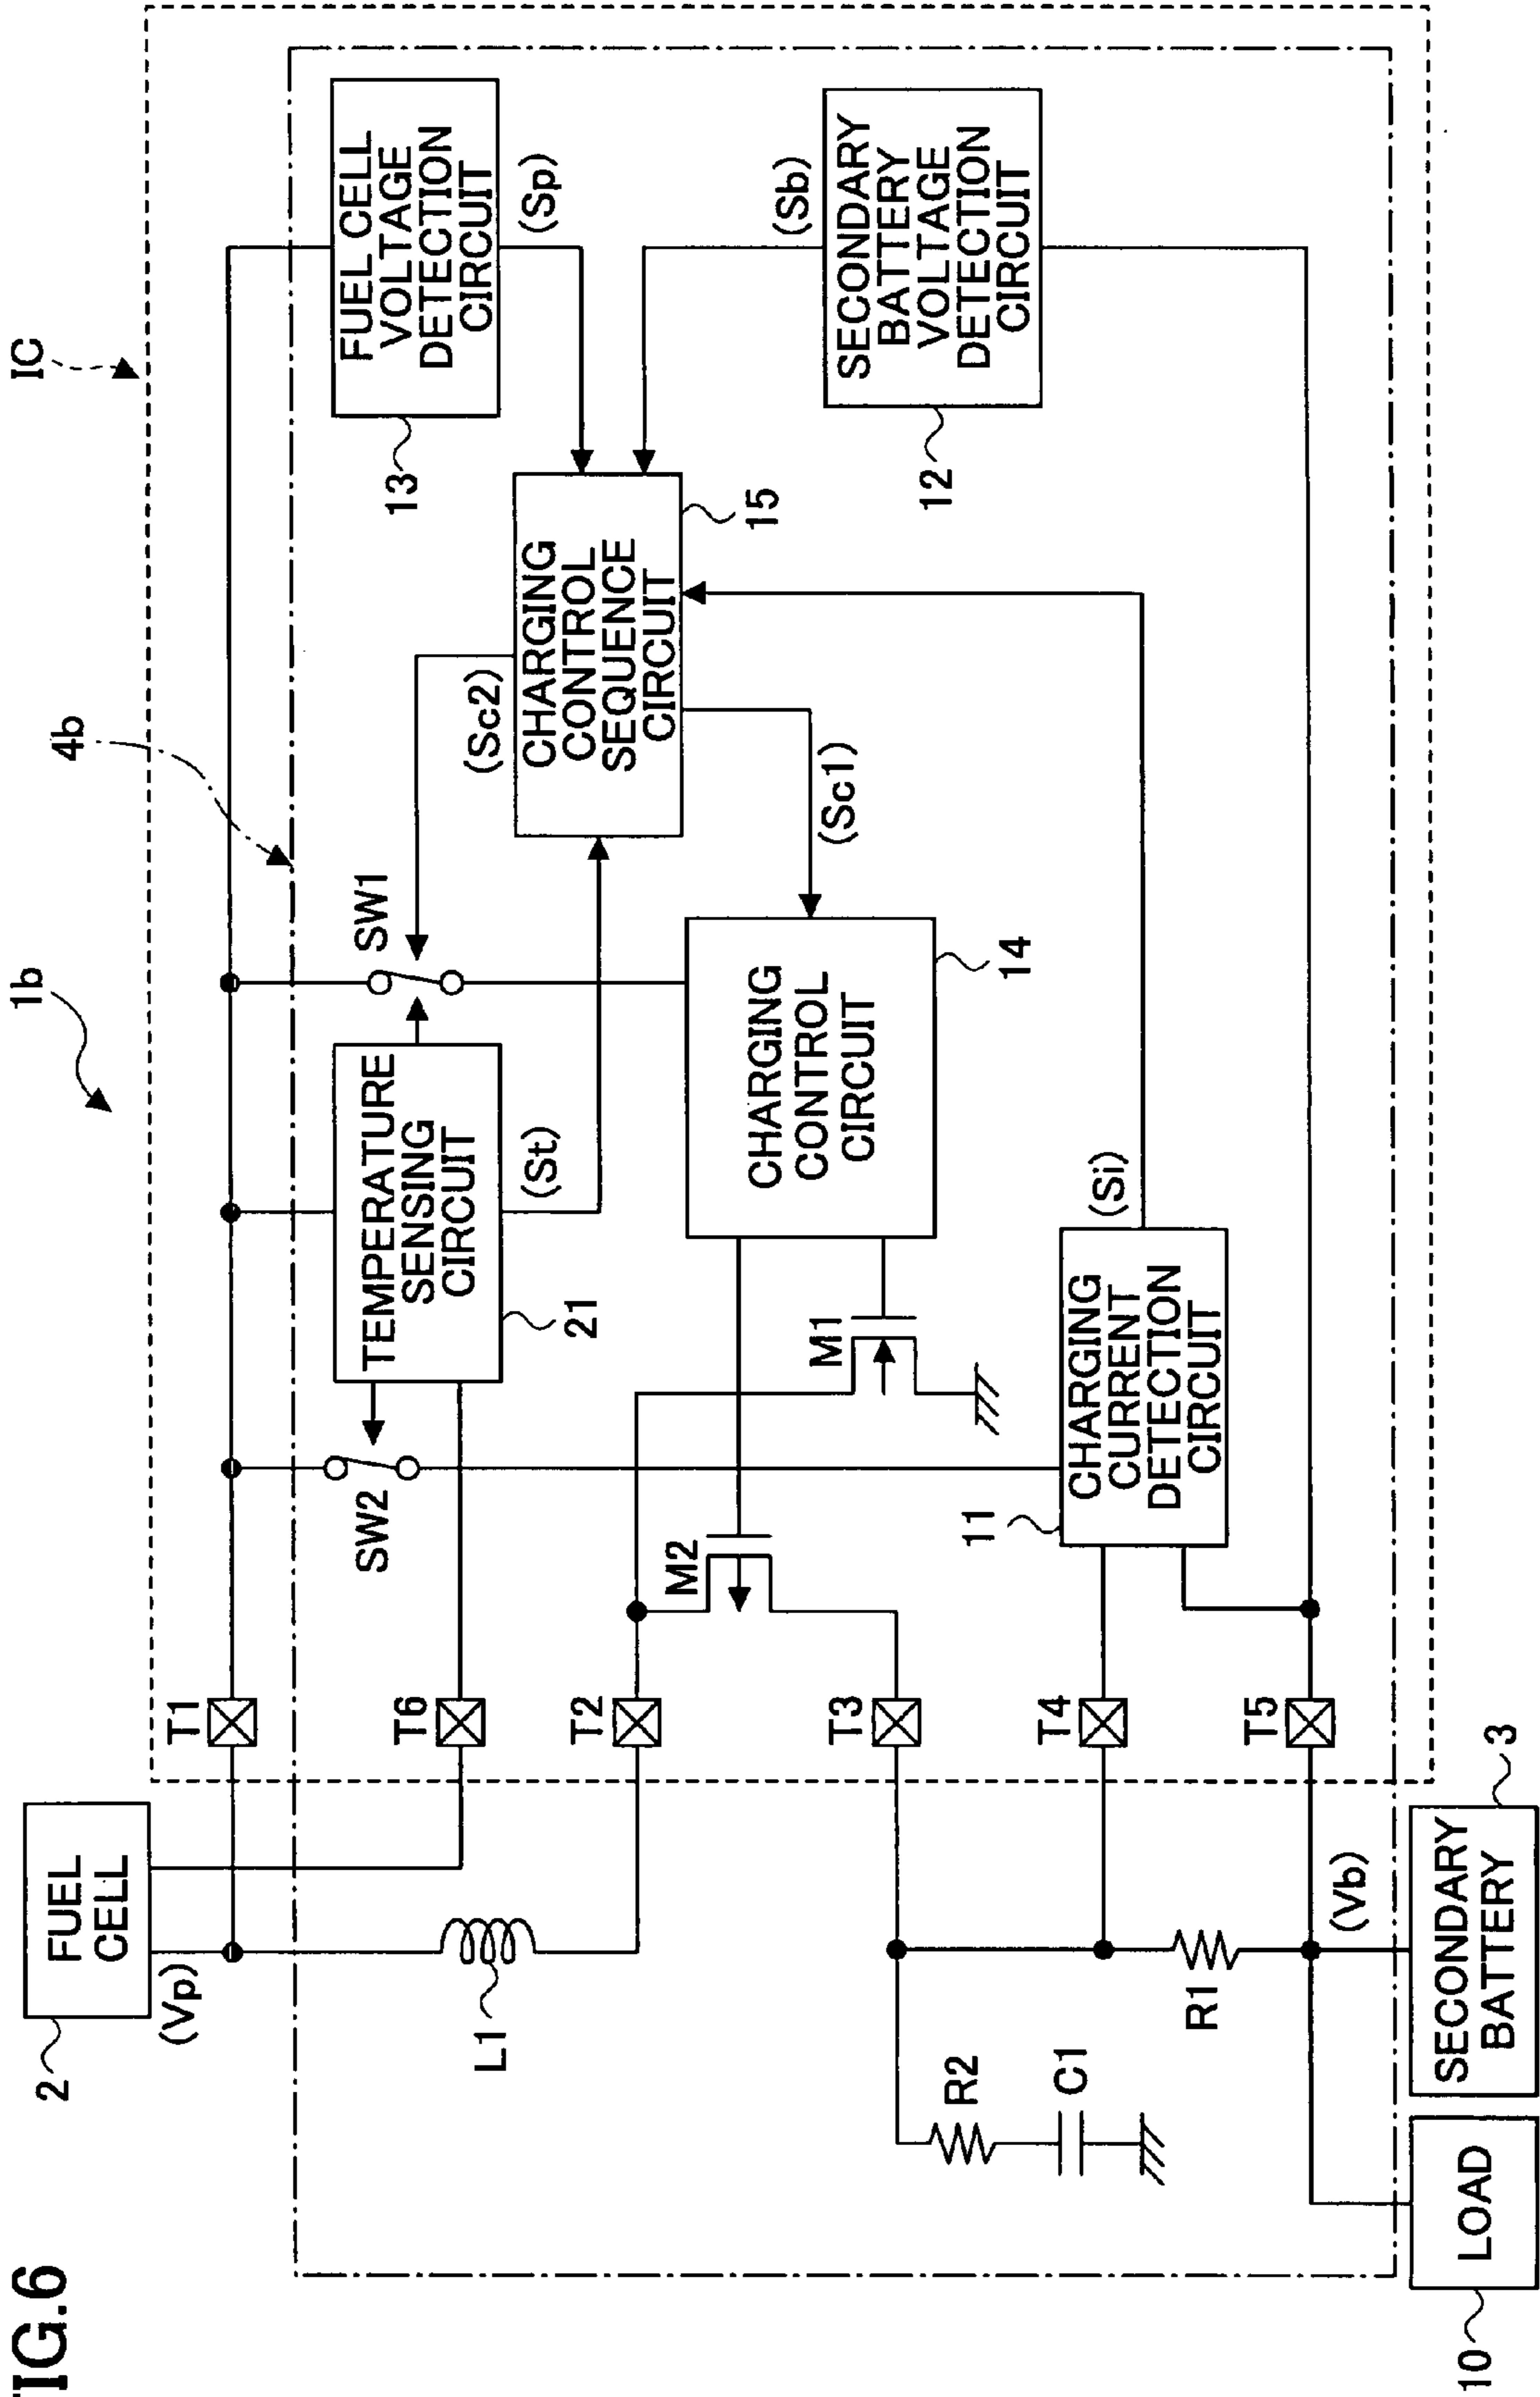 FIG.6
1b
IC
4b
2
FUEL
CELL
(Vp)
T1
T6
T2
T3
T4
T5
L1
R2
C1
R1
(Vb)
10
LOAD
SECONDARY
BATTERY
3
SW2
M2
M1
TEMPERATURE
SENSING
CIRCUIT
21
(St)
SW1
CHARGING
CONTROL
CIRCUIT
14
11
CHARGING
CURRENT
DETECTION
CIRCUIT
(Si)
(Sc2)
(Sc1)
CHARGING
CONTROL
SEQUENCE
CIRCUIT
15
13
FUEL CELL
VOLTAGE
DETECTION
CIRCUIT
(Sp)
(Sb)
12
SECONDARY
BATTERY
VOLTAGE
DETECTION
CIRCUIT